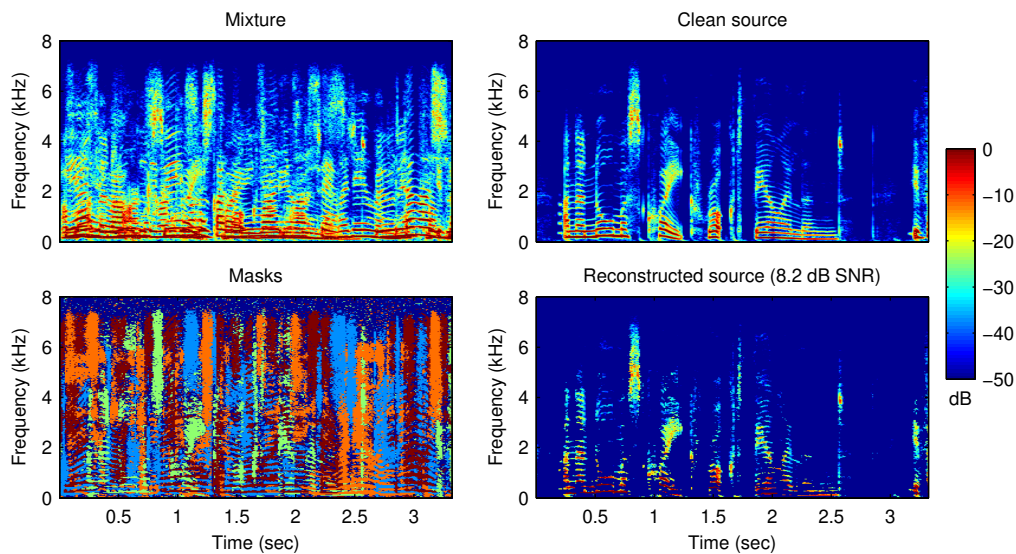 Mixture
Clean source
Frequency (kHz)
8
6
4
2
0
Frequency (kHz)
8
6
4
2
0
Masks
Reconstructed source (8.2 dB SNR)
Frequency (kHz)
8
6
4
2
0
0.5 1 1.5 2 2.5 3
Time (sec)
Frequency (kHz)
8
6
4
2
0
0.5 1 1.5 2 2.5 3
Time (sec)
0
−10
−20
−30
−40
−50
dB